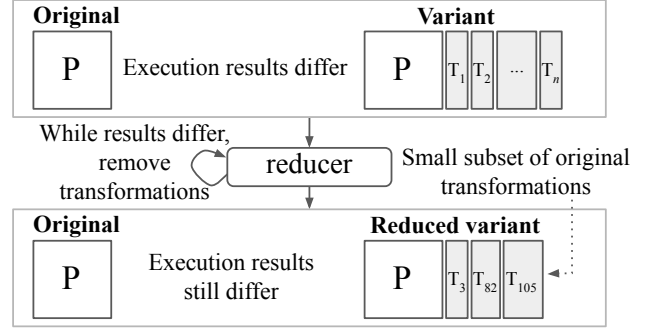 Original
Variant
P
Execution results differ
P
T1
T2
...
Tn
While results differ,
remove
transformations
reducer
Small subset of original
transformations
Original
Reduced variant
P
Execution results
still differ
P
T3
T82
T105